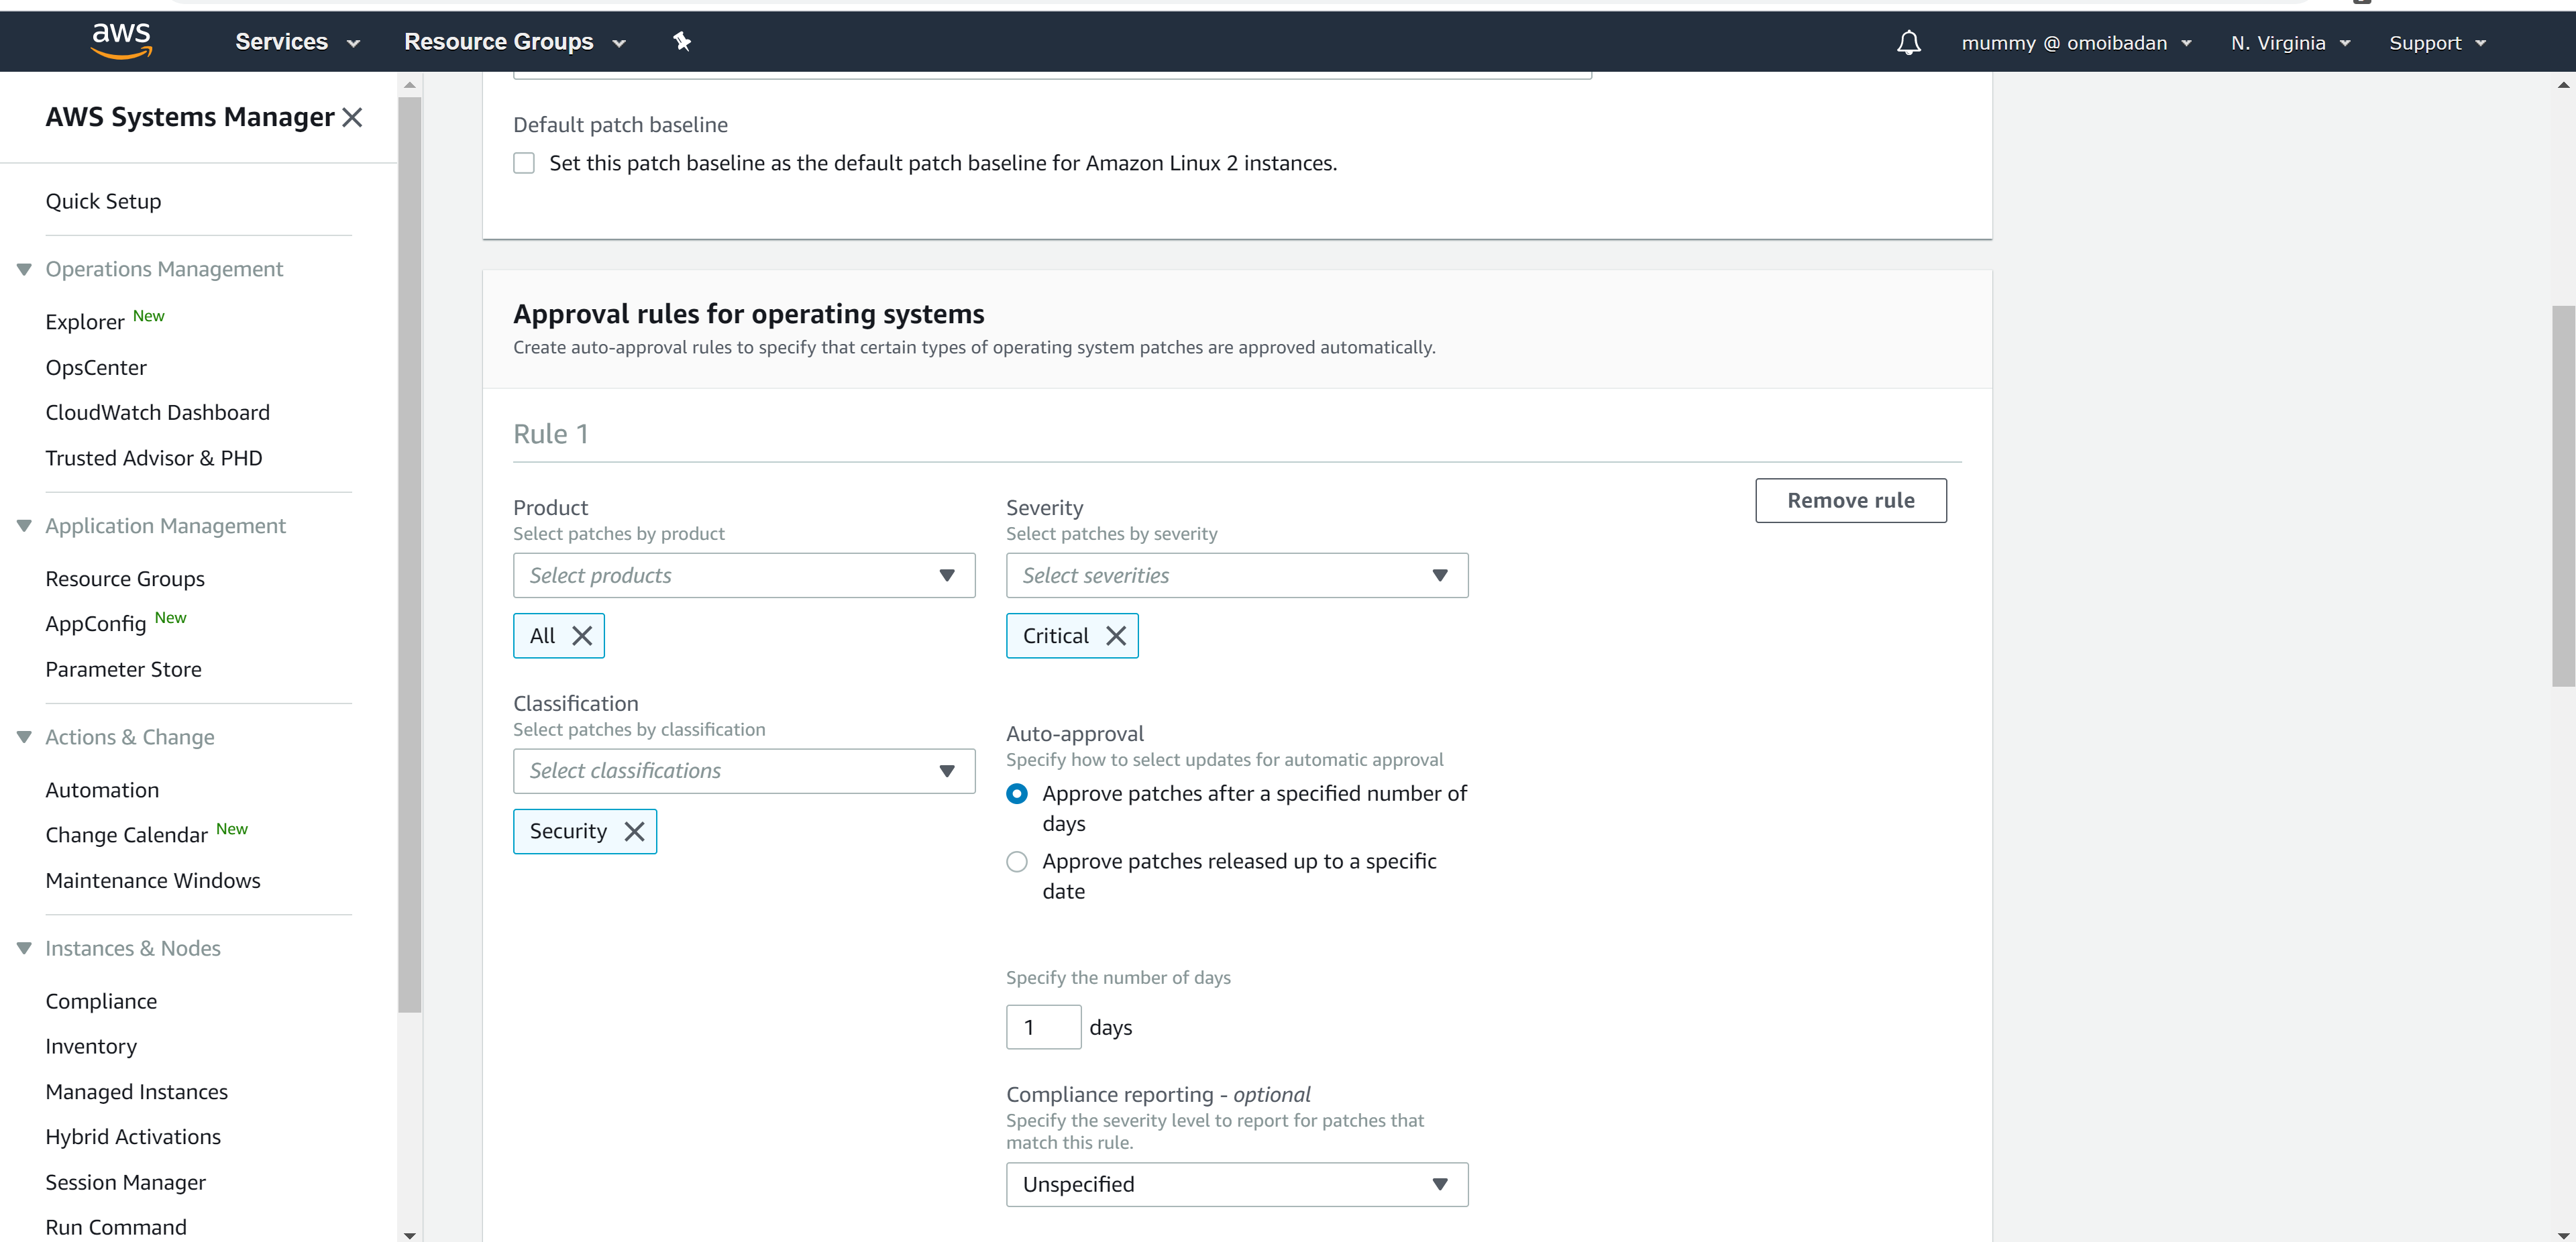 aws
Services
Resource Groups
mummy @ omoibadan
N. Virginia
Support
AWS Systems Manager
Quick Setup
Operations Management
Explorer New
OpsCenter
CloudWatch Dashboard
Trusted Advisor & PHD
Application Management
Resource Groups
AppConfig New
Parameter Store
Actions & Change
Automation
Change Calendar New
Maintenance Windows
Instances & Nodes
Compliance
Inventory
Managed Instances
Hybrid Activations
Session Manager
Run Command
Default patch baseline
Set this patch baseline as the default patch baseline for Amazon Linux 2 instances.
Approval rules for operating systems
Create auto-approval rules to specify that certain types of operating system patches are approved automatically.
Rule 1
Remove rule
Product
Select patches by product
Select products
All
Severity
Select patches by severity
Select severities
Critical
Classification
Select patches by classification
Select classifications
Security
Auto-approval
Specify how to select updates for automatic approval
Approve patches after a specified number of
days
Approve patches released up to a specific
date
Specify the number of days
1 days
Compliance reporting - optional
Specify the severity level to report for patches that
match this rule.
Unspecified